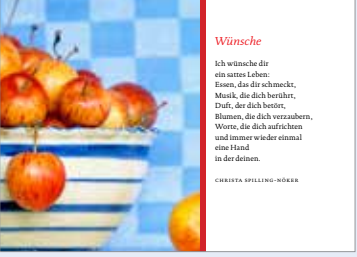 Wünsche
Ich wünsche dir
ein sattes Leben:
Essen, das dir schmeckt,
Musik, die dich berührt,
Duft, der dich betört,
Blumen, die dich verzaubern,
Worte, die dich aufrichten
und immer wieder einmal
eine Hand
in der deinen.
CHRISTA SPILLING-NÖKER